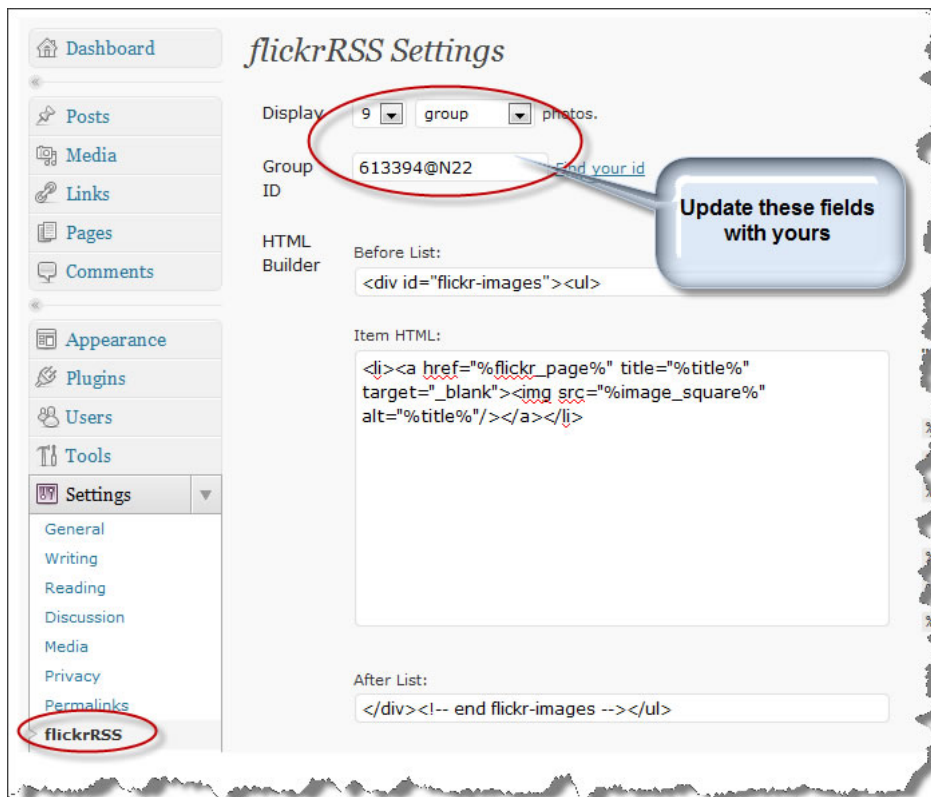 Dashboard
Posts
Media
Links
Pages
Comments
Appearance
Plugins
Users
Tools
Settings
General
Writing
Reading
Discussion
Media
Privacy
Permalinks
flickrRSS
flickrRSS Settings
Display 9 group photos.
Group ID 613394@N22 Find your id
Update these fields
with yours
HTML
Builder
Before List:
<div id="flickr-images"><ul>
Item HTML:
<li><a href="%flickr_page%" title="%title%"
target="_blank"><img src="%image_square%"
alt="%title%"/></a></li>
After List:
</div><!-- end flickr-images --></ul>